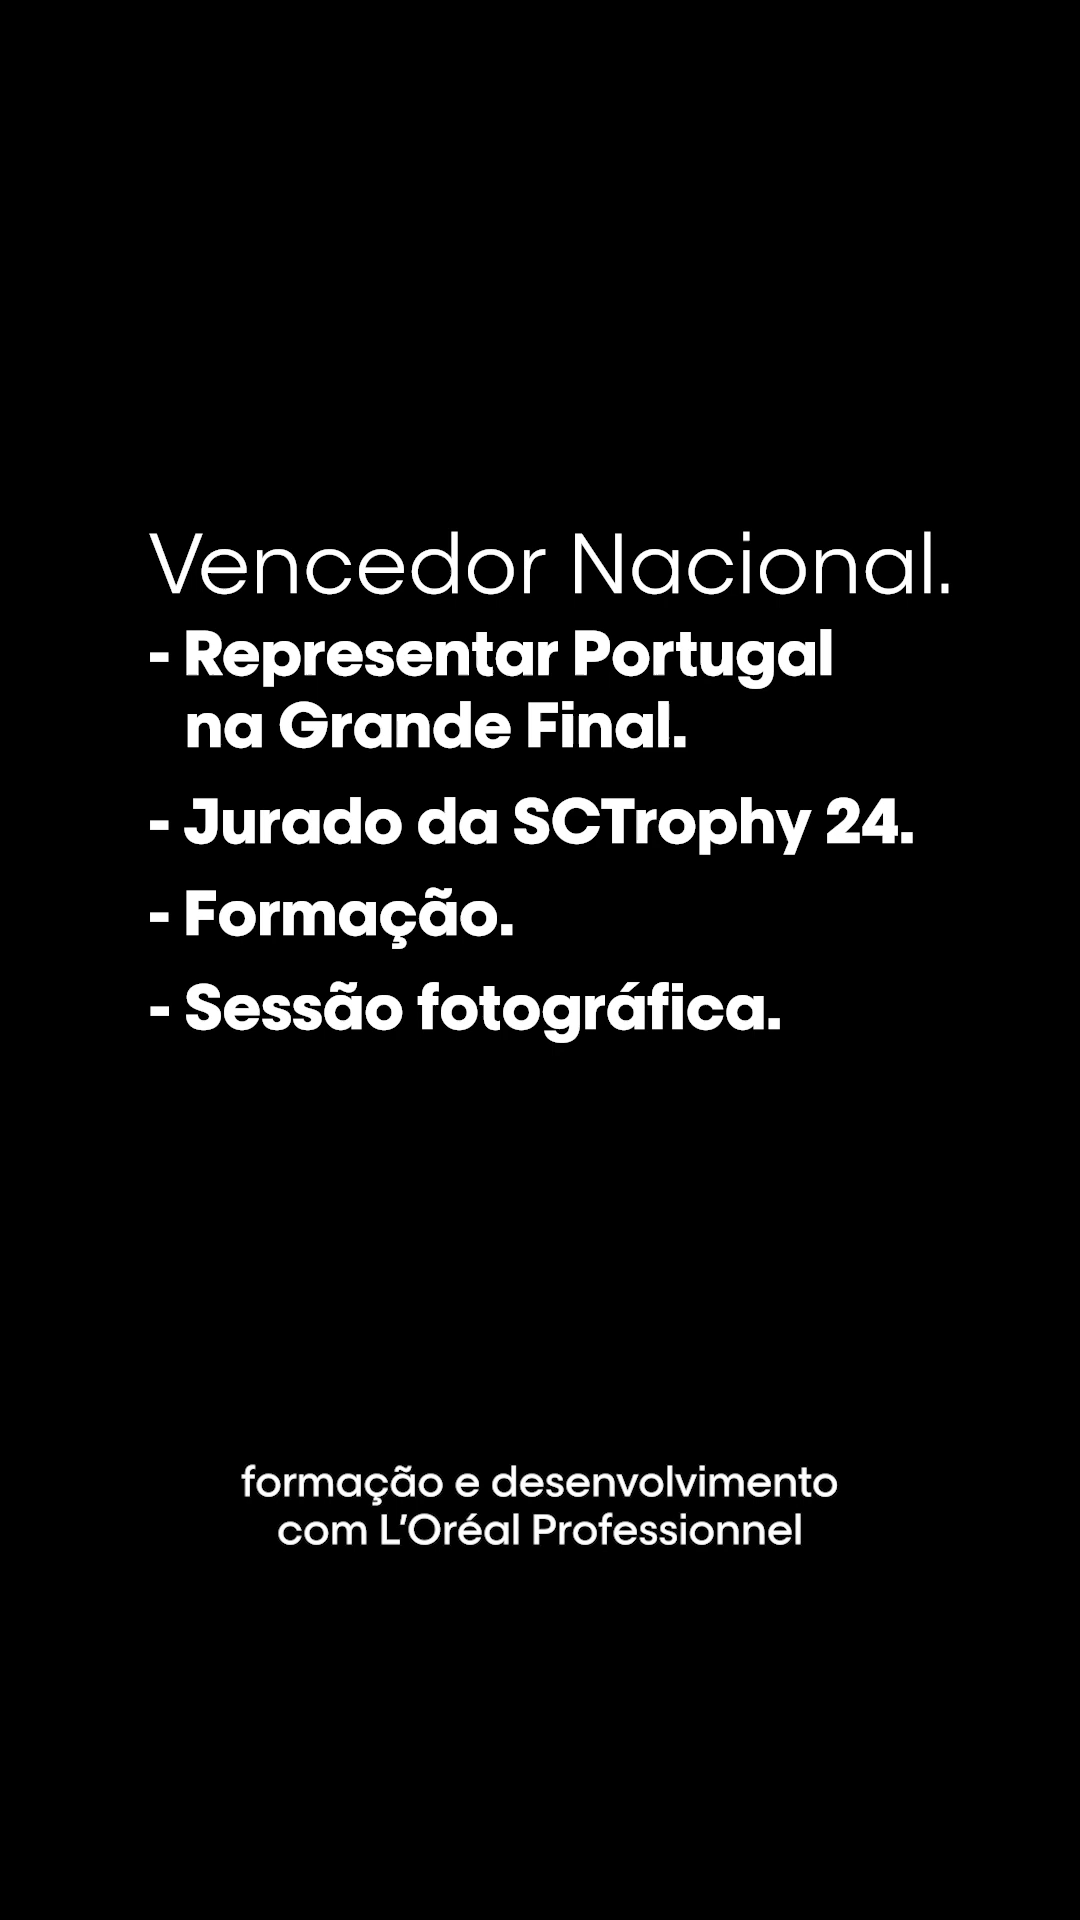 Vencedor Nacional.
- Representar Portugal
na Grande Final.
- Jurado da SCTrophy 24.
- Formação.
- Sessão fotográfica.
formação e desenvolvimento
com L’Oréal Professionnel